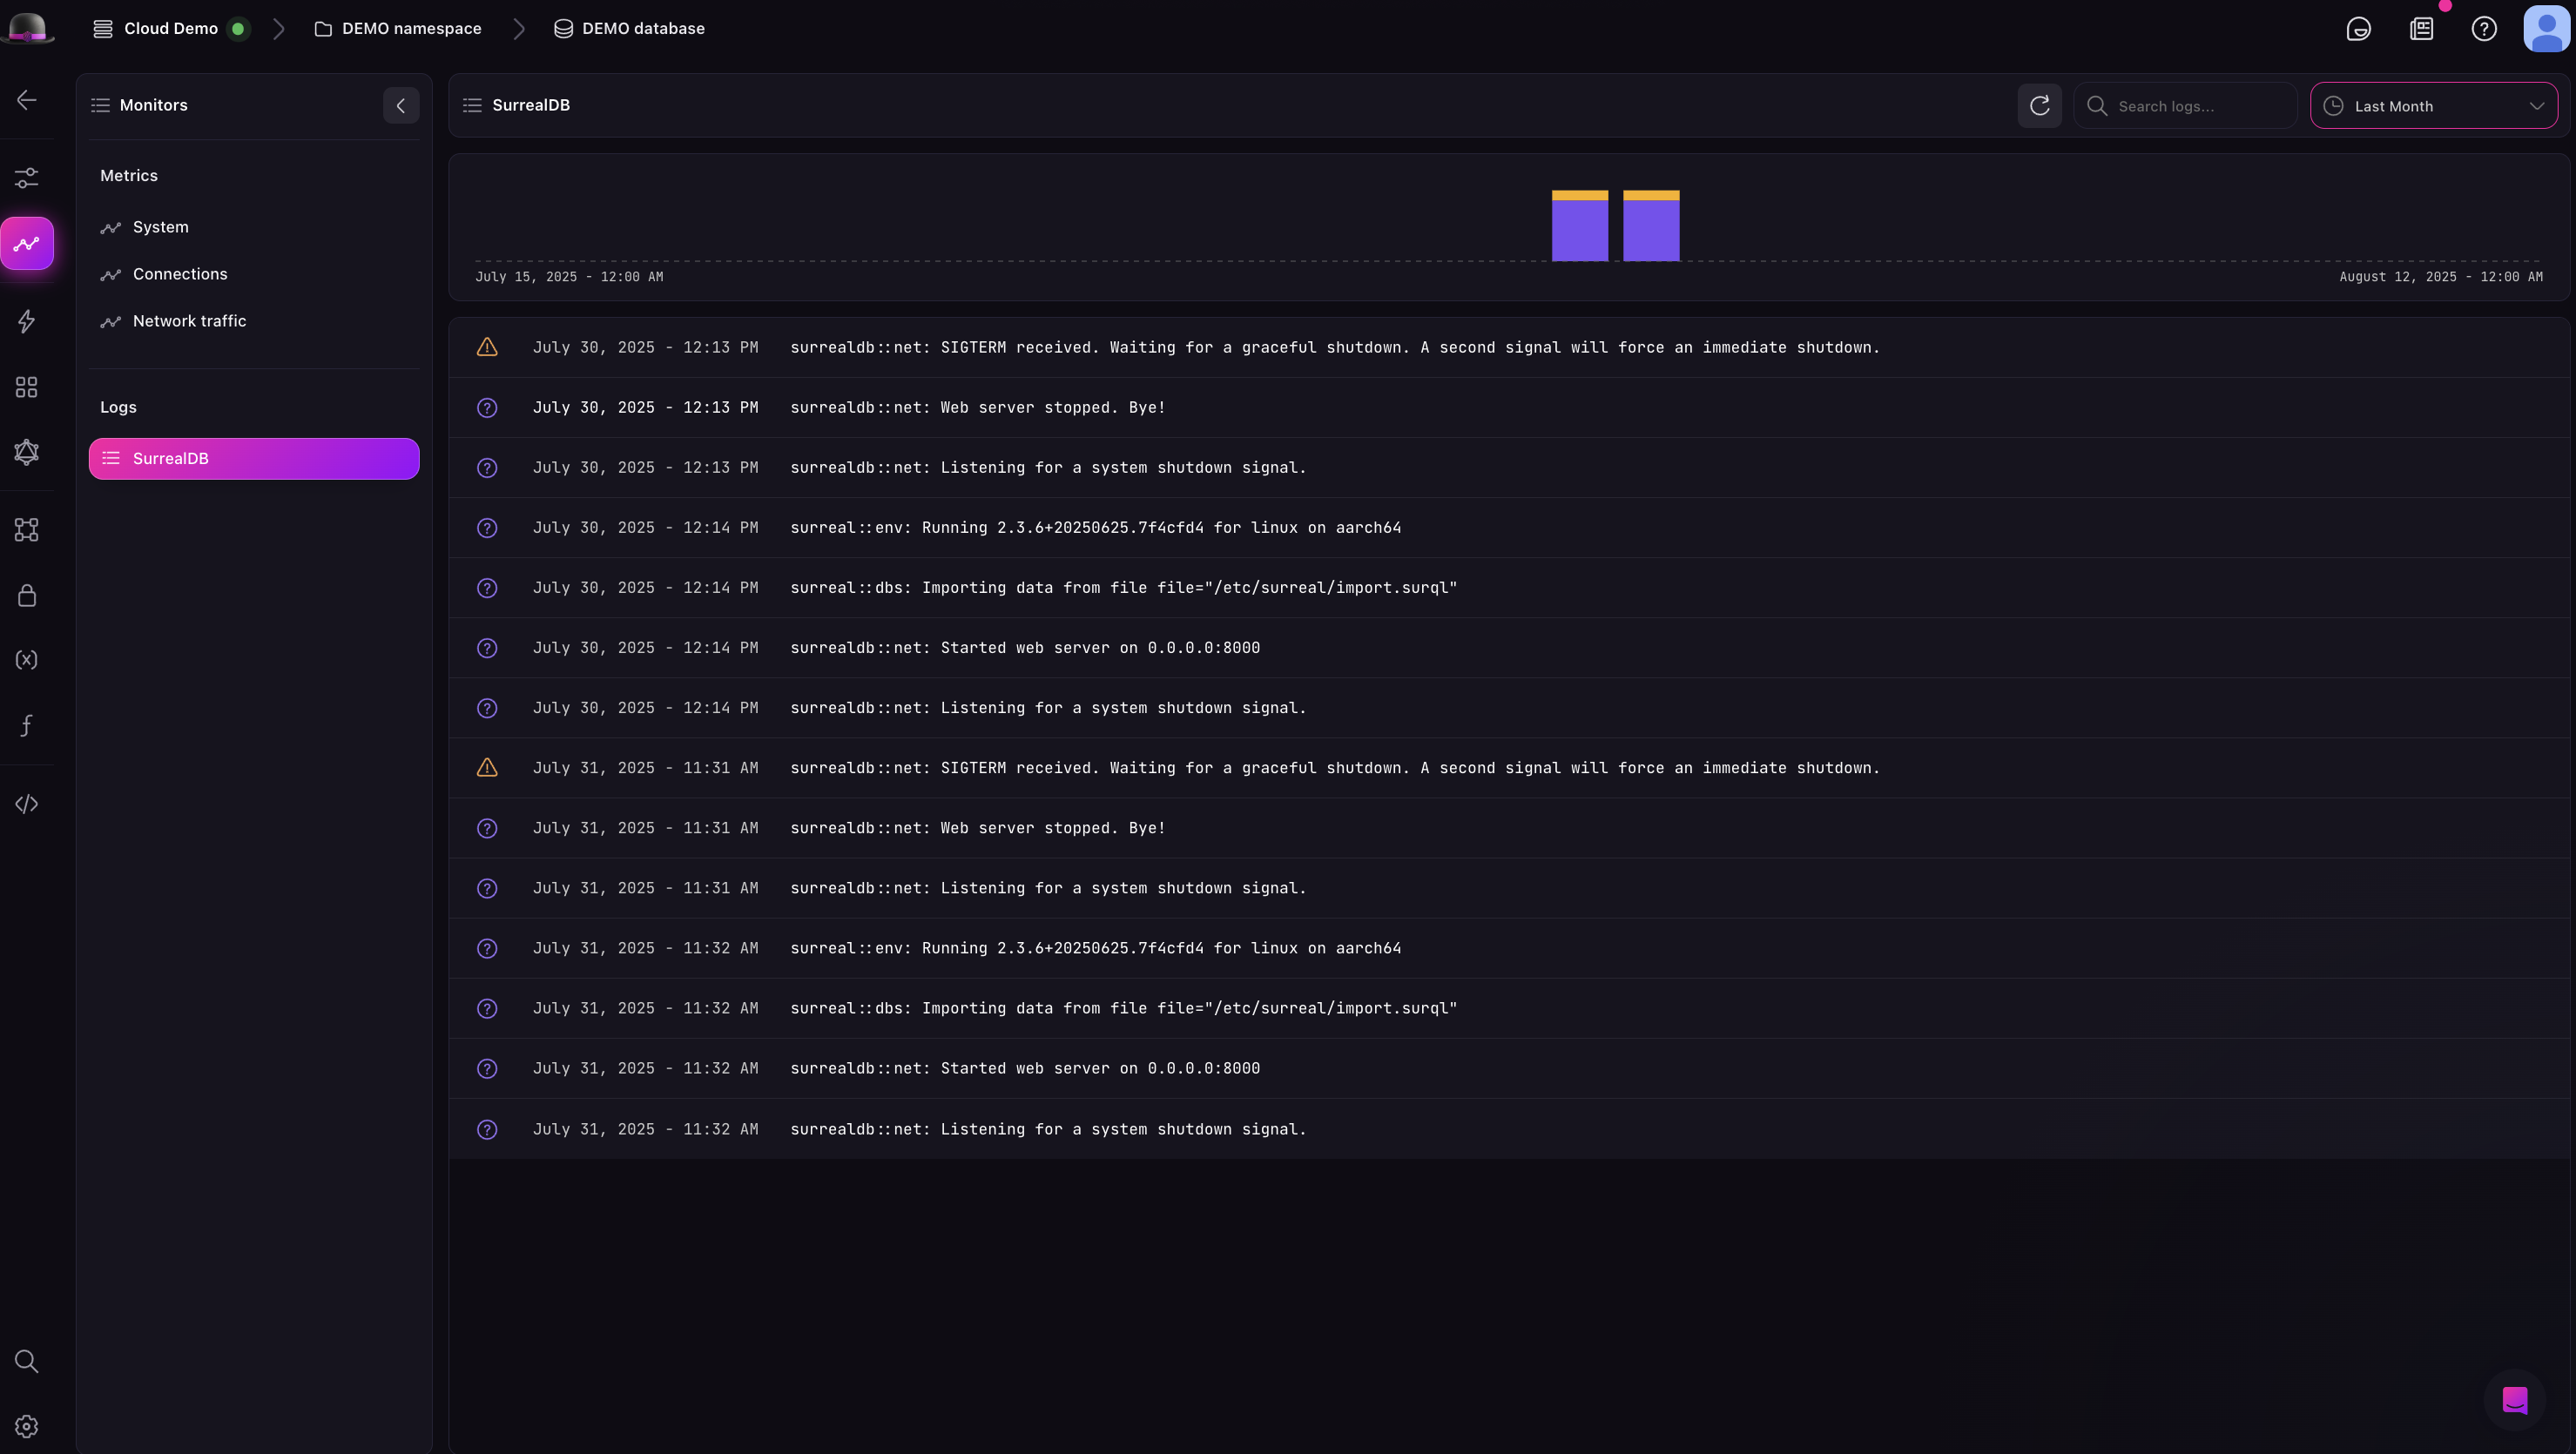 Cloud Demo DEMO namespace DEMO database
Monitors
SurrealDB Search logs... Last Month
Metrics
System
Connections
Network traffic
Logs
SurrealDB
July 15, 2025 - 12:00 AM August 12, 2025 - 12:00 AM
July 30, 2025 - 12:13 PM surrealdb::net: SIGTERM received. Waiting for a graceful shutdown. A second signal will force an immediate shutdown.
July 30, 2025 - 12:13 PM surrealdb::net: Web server stopped. Bye!
July 30, 2025 - 12:13 PM surrealdb::net: Listening for a system shutdown signal.
July 30, 2025 - 12:14 PM surreal::env: Running 2.3.6+20250625.7f4cfd4 for linux on aarch64
July 30, 2025 - 12:14 PM surreal::dbs: Importing data from file file="/etc/surreal/import.surql"
July 30, 2025 - 12:14 PM surrealdb::net: Started web server on 0.0.0.0:8000
July 30, 2025 - 12:14 PM surrealdb::net: Listening for a system shutdown signal.
July 31, 2025 - 11:31 AM surrealdb::net: SIGTERM received. Waiting for a graceful shutdown. A second signal will force an immediate shutdown.
July 31, 2025 - 11:31 AM surrealdb::net: Web server stopped. Bye!
July 31, 2025 - 11:31 AM surrealdb::net: Listening for a system shutdown signal.
July 31, 2025 - 11:32 AM surreal::env: Running 2.3.6+20250625.7f4cfd4 for linux on aarch64
July 31, 2025 - 11:32 AM surreal::dbs: Importing data from file file="/etc/surreal/import.surql"
July 31, 2025 - 11:32 AM surrealdb::net: Started web server on 0.0.0.0:8000
July 31, 2025 - 11:32 AM surrealdb::net: Listening for a system shutdown signal.